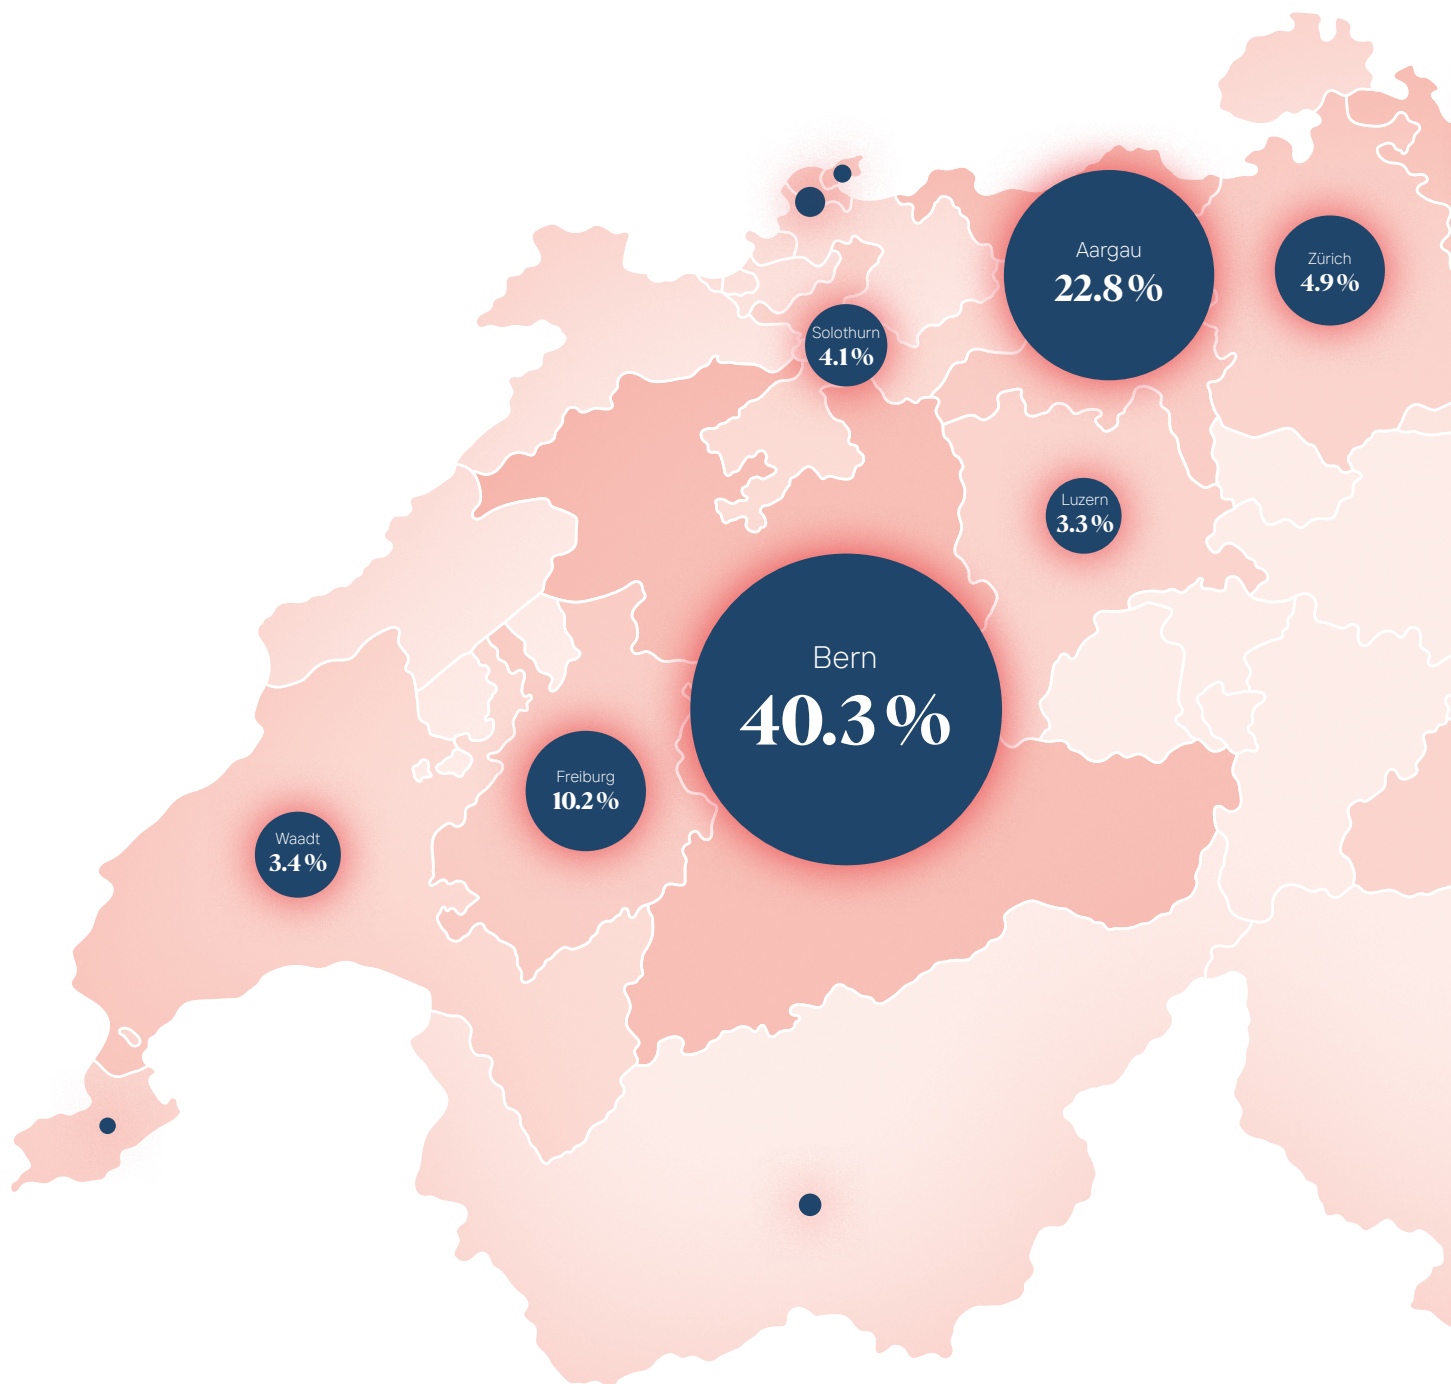 Aargau
22.8 %
Zürich
4.9 %
Solothurn
4.1 %
Luzern
3.3 %
Bern
40.3 %
Freiburg
10.2 %
Waadt
3.4 %